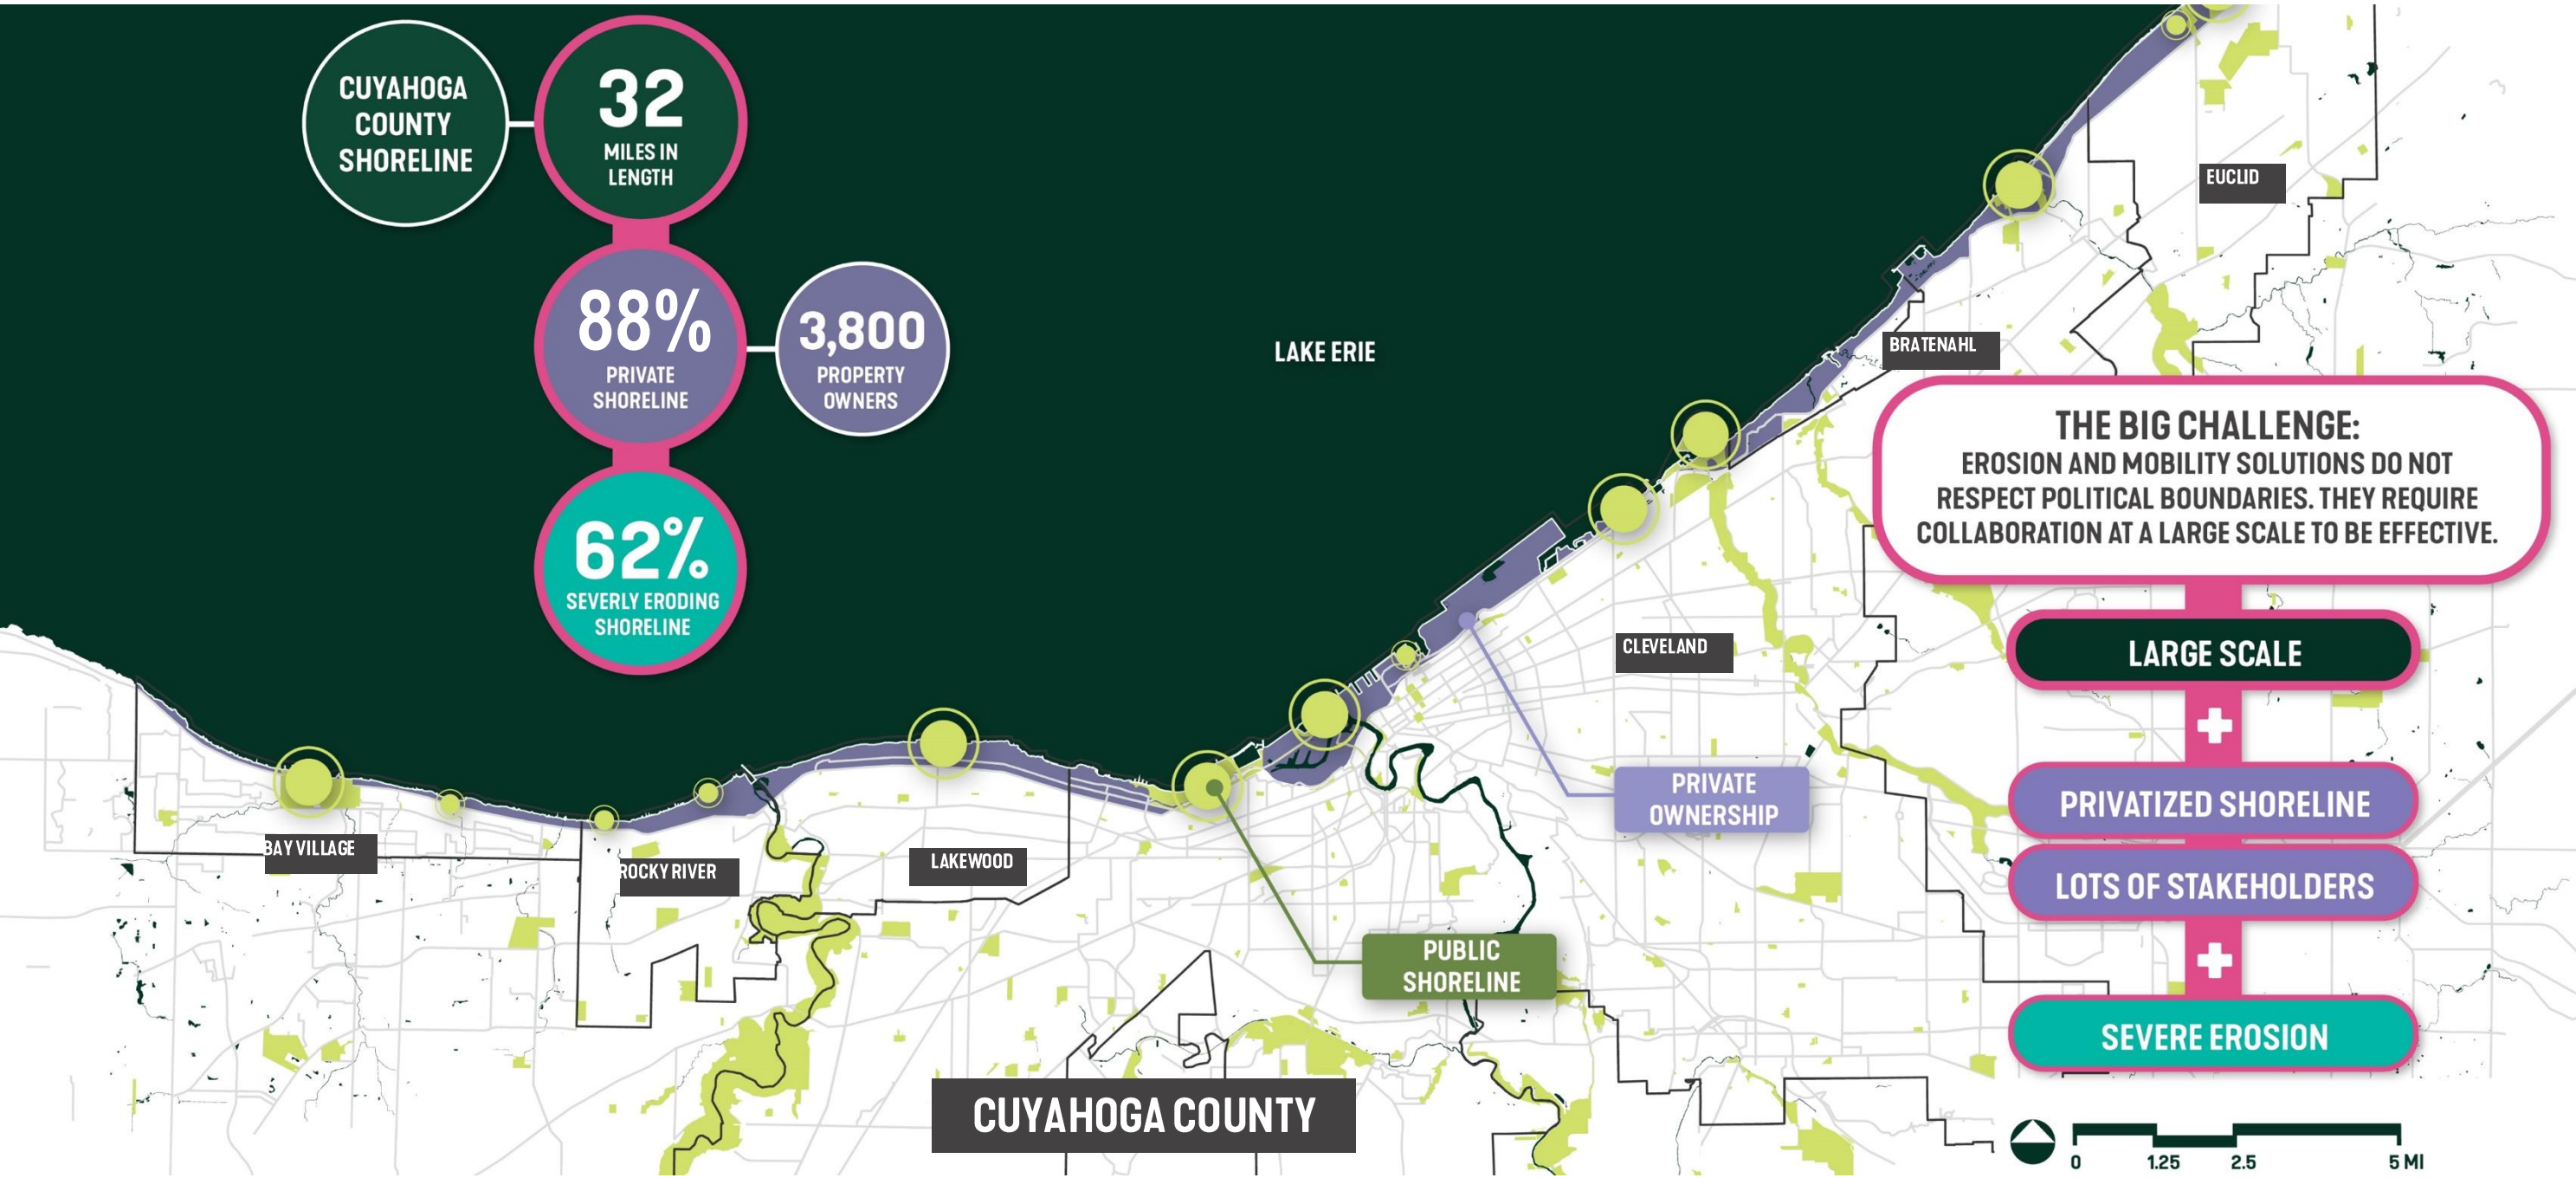 CUYAHOGA
COUNTY
SHORELINE
32
MILES IN
LENGTH
88%
PRIVATE
SHORELINE
3,800
PROPERTY
OWNERS
62%
SEVERLY ERODING
SHORELINE
LAKE ERIE
EUCLID
BRATENAHL
THE BIG CHALLENGE:
EROSION AND MOBILITY SOLUTIONS DO NOT
RESPECT POLITICAL BOUNDARIES. THEY REQUIRE
COLLABORATION AT A LARGE SCALE TO BE EFFECTIVE.
LARGE SCALE
+
PRIVATIZED SHORELINE
LOTS OF STAKEHOLDERS
+
SEVERE EROSION
CLEVELAND
PRIVATE
OWNERSHIP
BAY VILLAGE
ROCKY RIVER
LAKEWOOD
PUBLIC
SHORELINE
CUYAHOGA COUNTY
0 1.25 2.5 5 MI